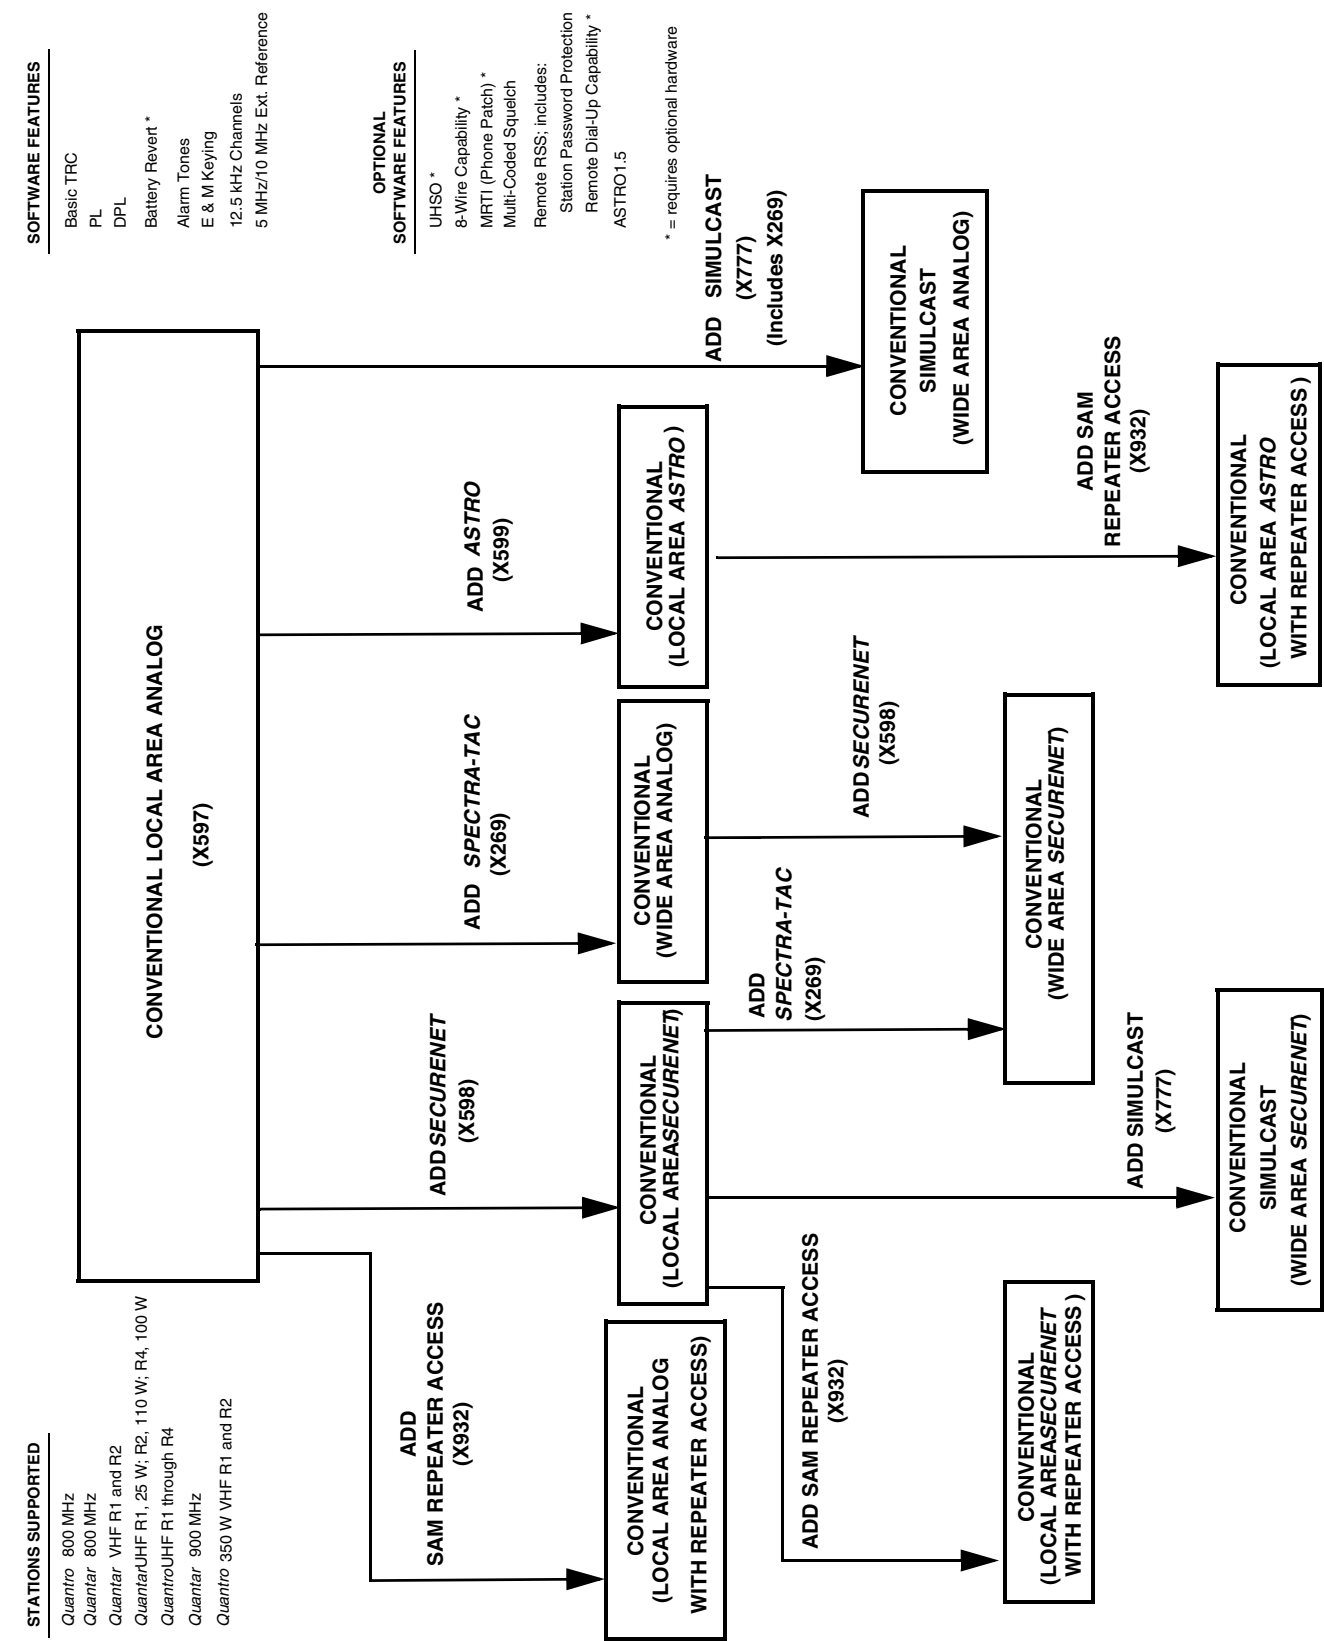 STATIONS SUPPORTED
Quantro 800 MHz
Quantar 800 MHz
Quantar VHF R1 and R2
QuantarUHF R1, 25 W; R2, 110 W; R4, 100 W
QuantroUHF R1 through R4
Quantar 900 MHz
Quantro 350 W VHF R1 and R2
CONVENTIONAL LOCAL AREA ANALOG
(X597)
SOFTWARE FEATURES
Basic TRC
PL
DPL
Battery Revert *
Alarm Tones
E & M Keying
12.5 kHz Channels
5 MHz/10 MHz Ext. Reference
OPTIONAL
SOFTWARE FEATURES
UHSO *
8-Wire Capability *
MRTI (Phone Patch) *
Multi-Coded Squelch
Remote RSS; includes:
Station Password Protection
Remote Dial-Up Capability *
ASTRO1.5
* = requires optional hardware
ADD
SAM REPEATER ACCESS
(X932)
ADDSECURENET
(X598)
ADD SPECTRA-TAC
(X269)
ADD ASTRO
(X599)
ADD SIMULCAST
(X777)
(Includes X269)
CONVENTIONAL
(LOCAL AREA ANALOG
WITH REPEATER ACCESS)
CONVENTIONAL
(LOCAL AREASECURENET)
CONVENTIONAL
(WIDE AREA ANALOG)
CONVENTIONAL
(LOCAL AREA ASTRO )
CONVENTIONAL
SIMULCAST
(WIDE AREA ANALOG)
ADD SAM REPEATER ACCESS
(X932)
ADD
SPECTRA-TAC
(X269)
ADDSECURENET
(X598)
ADD SIMULCAST
(X777)
ADD SAM
REPEATER ACCESS
(X932)
CONVENTIONAL
(LOCAL AREASECURENET
WITH REPEATER ACCESS )
CONVENTIONAL
(WIDE AREA SECURENET)
CONVENTIONAL
SIMULCAST
(WIDE AREA SECURENET)
CONVENTIONAL
(LOCAL AREA ASTRO
WITH REPEATER ACCESS )